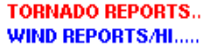 TORNADO REPORTS..
WIND REPORTS/HI.....